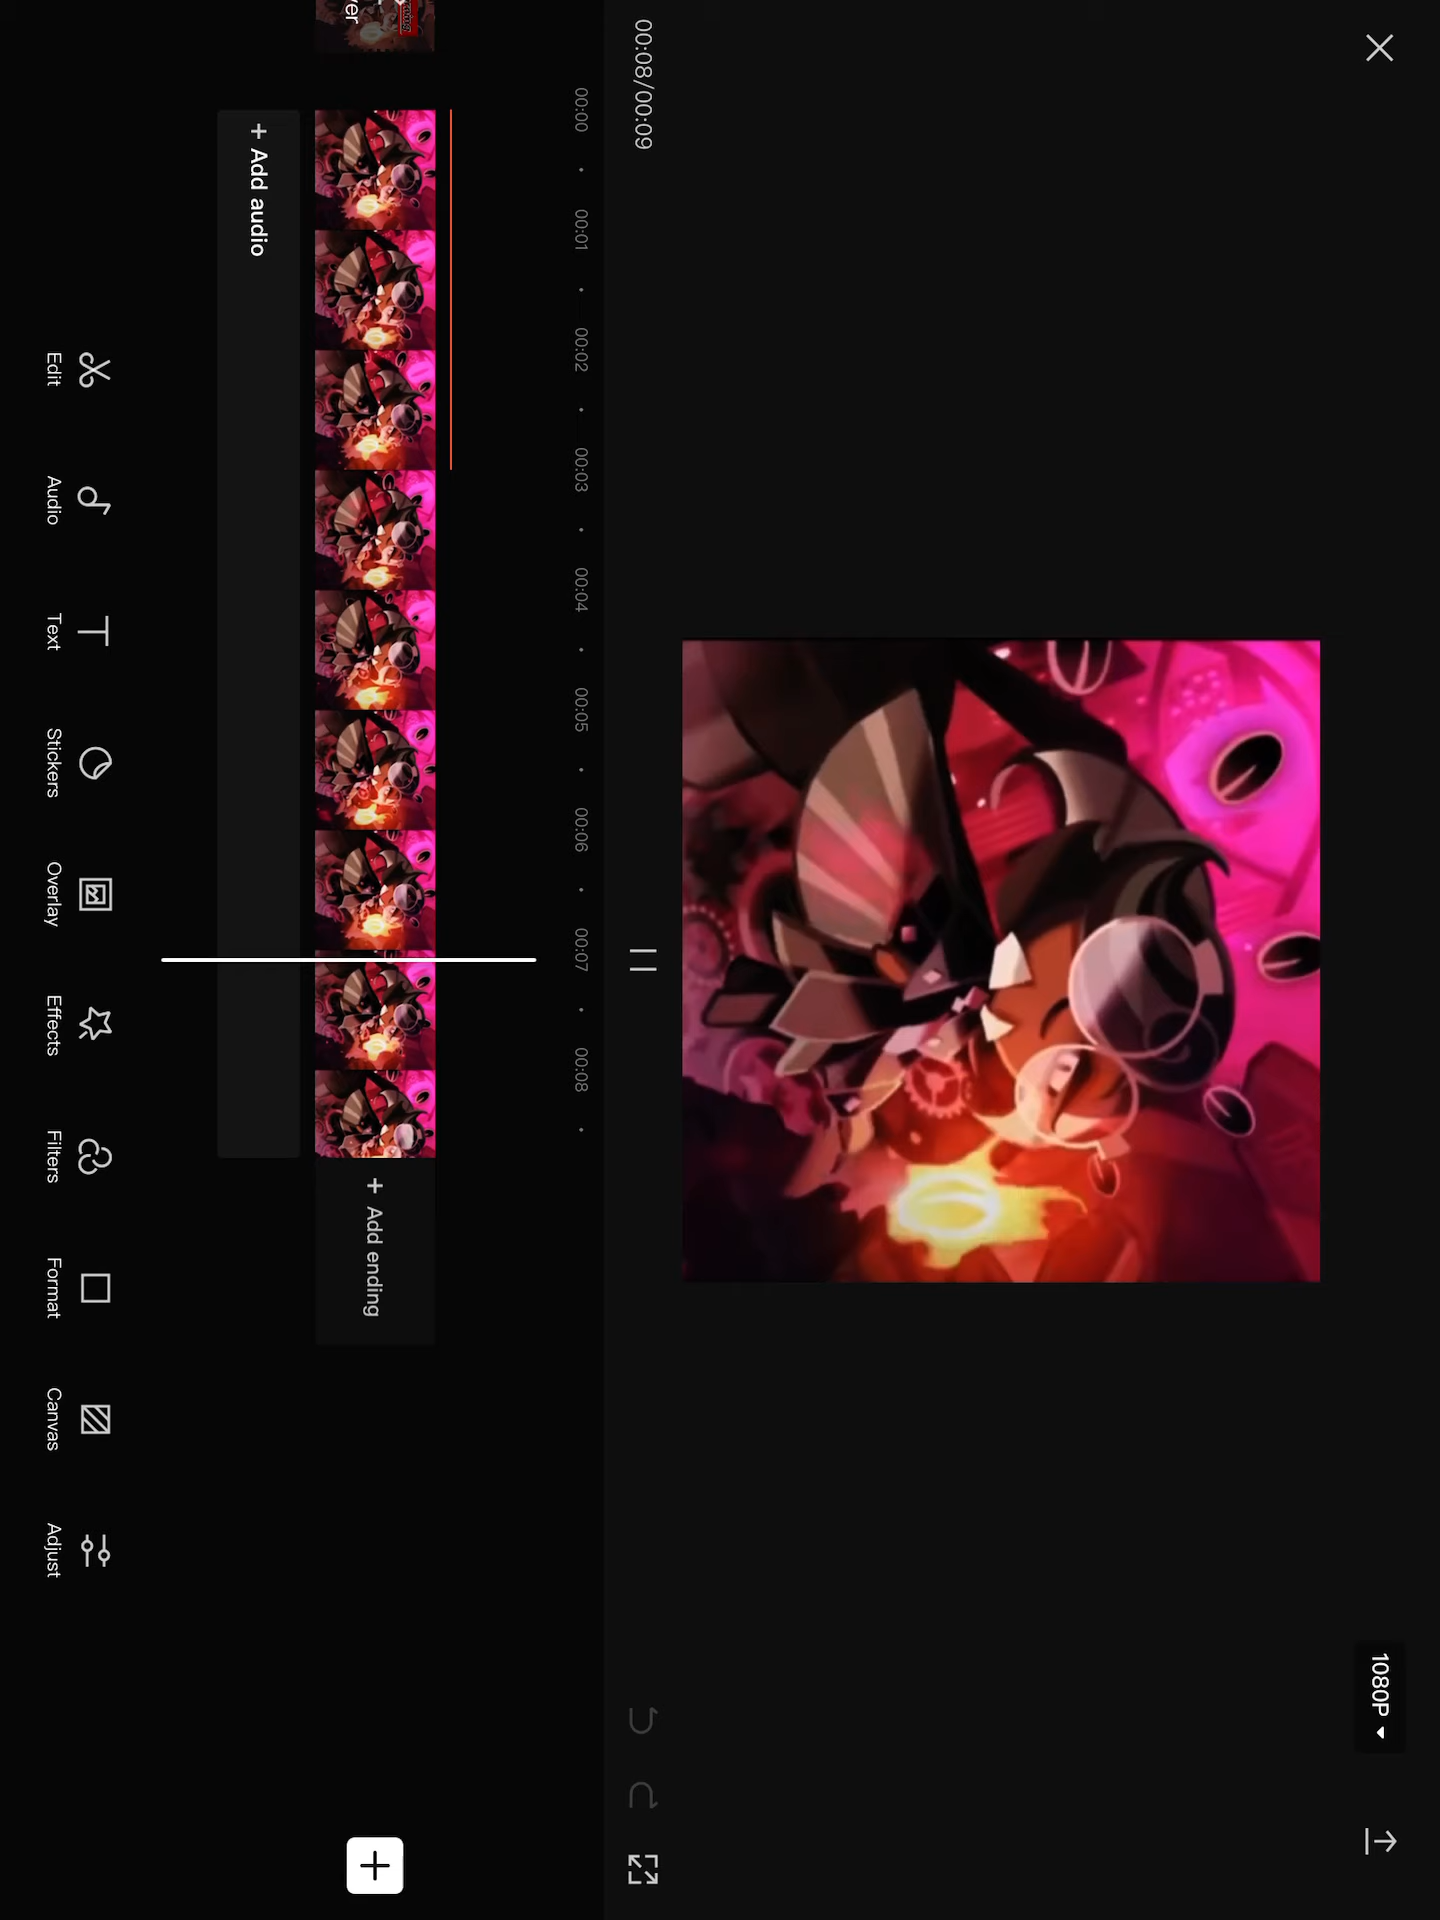 1080P
00:08/00:09
00:00
00:01
00:02
00:03
00:04
00:05
00:06
00:07
00:08
ver
+ Add ending
+ Add audio
Edit
Audio
Text
Stickers
Overlay
Effects
Filters
Format
Canvas
Adjust